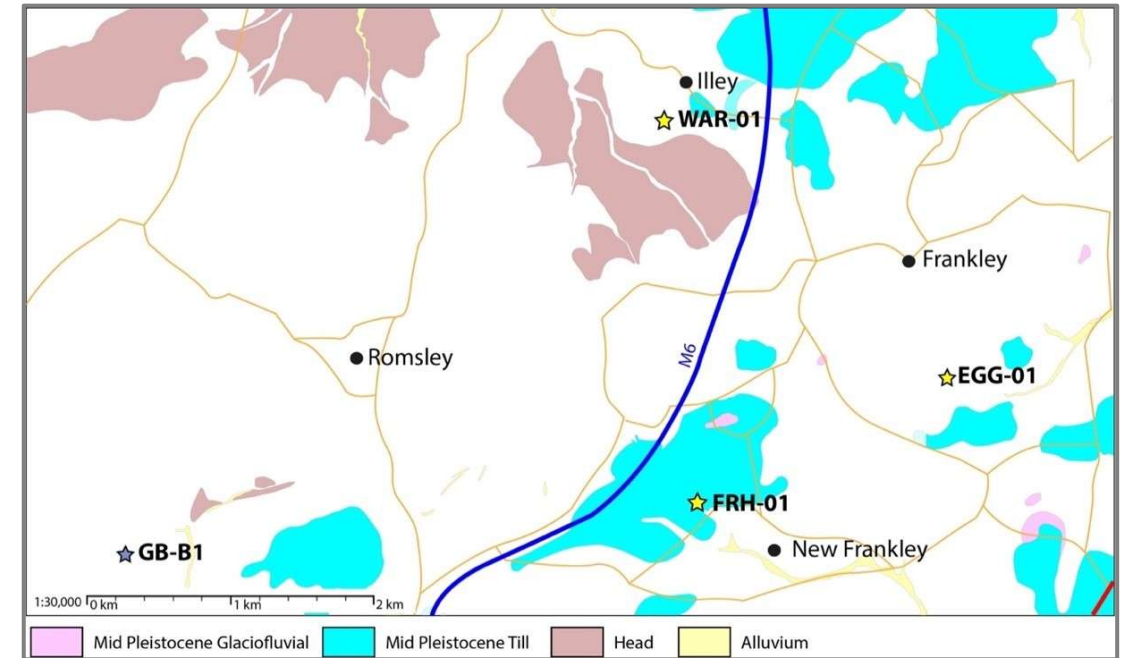 Illey
WAR-01
Frankley
M6
Romsley
EGG-01
FRH-01
GB-B1
New Frankley
1:30,000 0 km 1 km 2 km
Mid Pleistocene Glaciofluvial Mid Pleistocene Till Head Alluvium